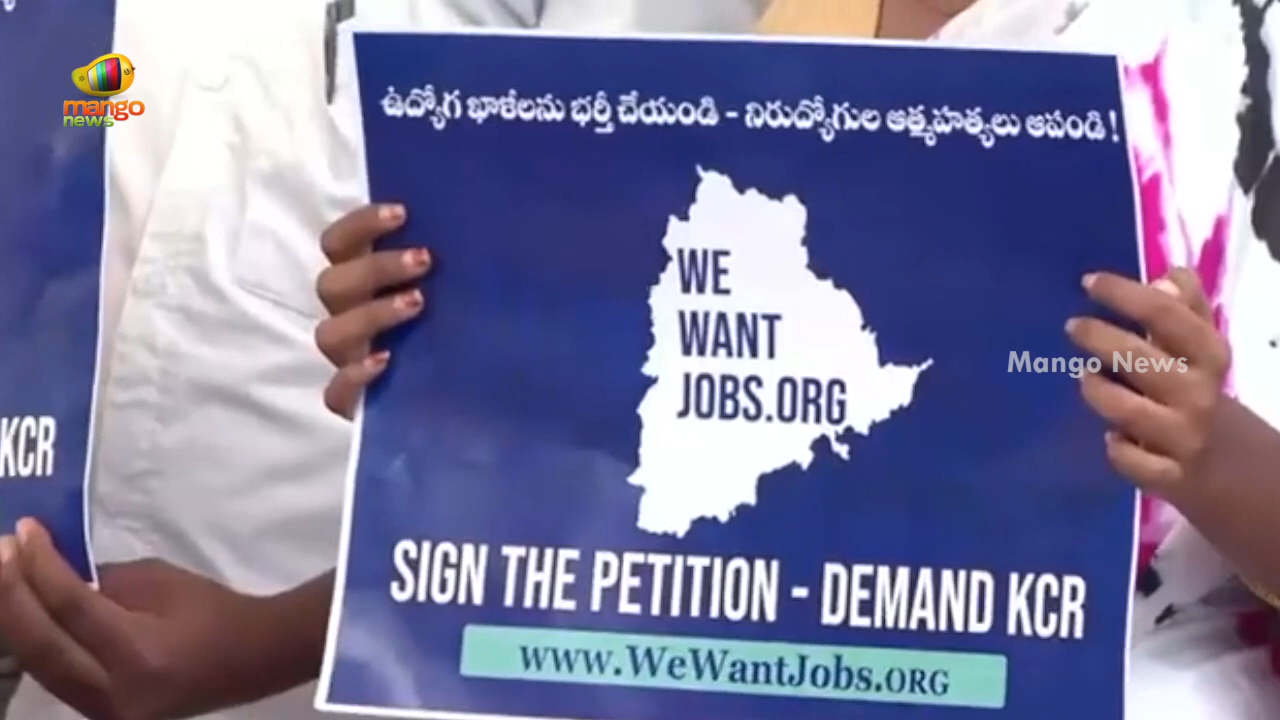 mango
news
ఉద్యోగ ఖాళీలను భర్తీ చేయండి - నిరుద్యోగుల ఆత్మహత్యలు ఆపండి!
WE
WANT
JOBS.ORG
Mango News
KCR
SIGN THE PETITION - DEMAND KCR
www.WeWantJobs.org